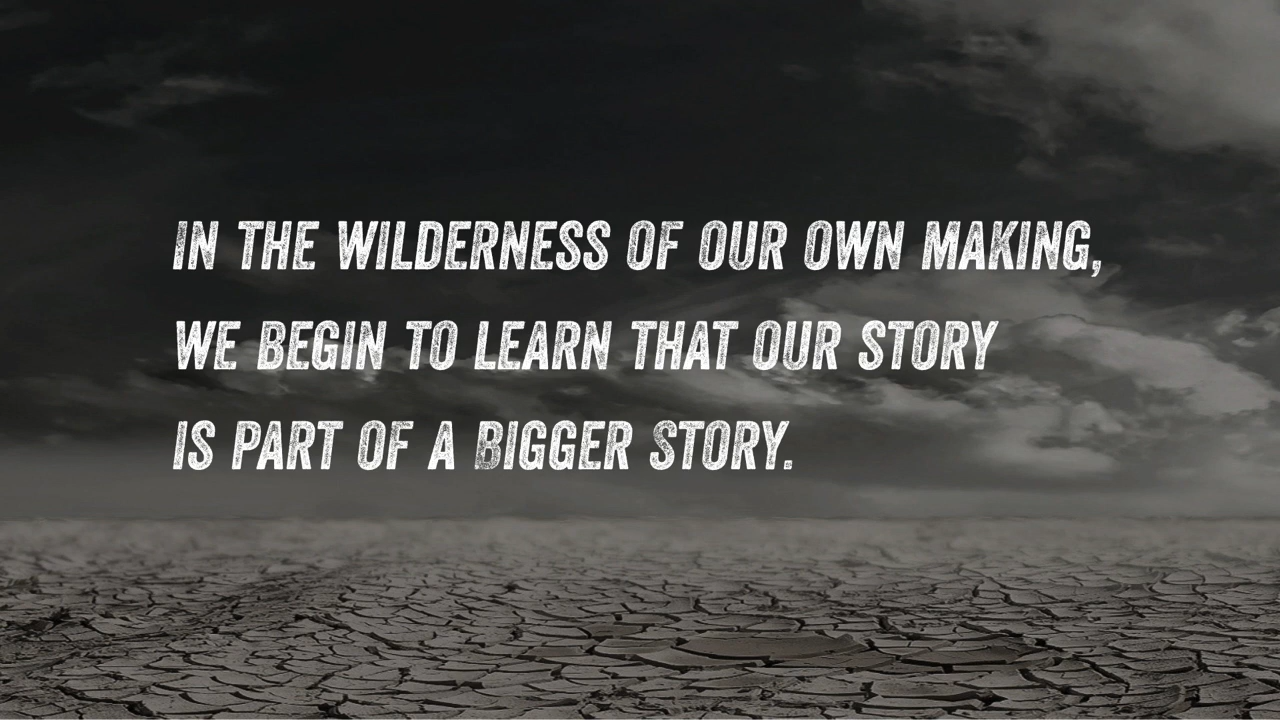 IN THE WILDERNESS OF OUR OWN MAKING,
WE BEGIN TO LEARN THAT OUR STORY
IS PART OF A BIGGER STORY.